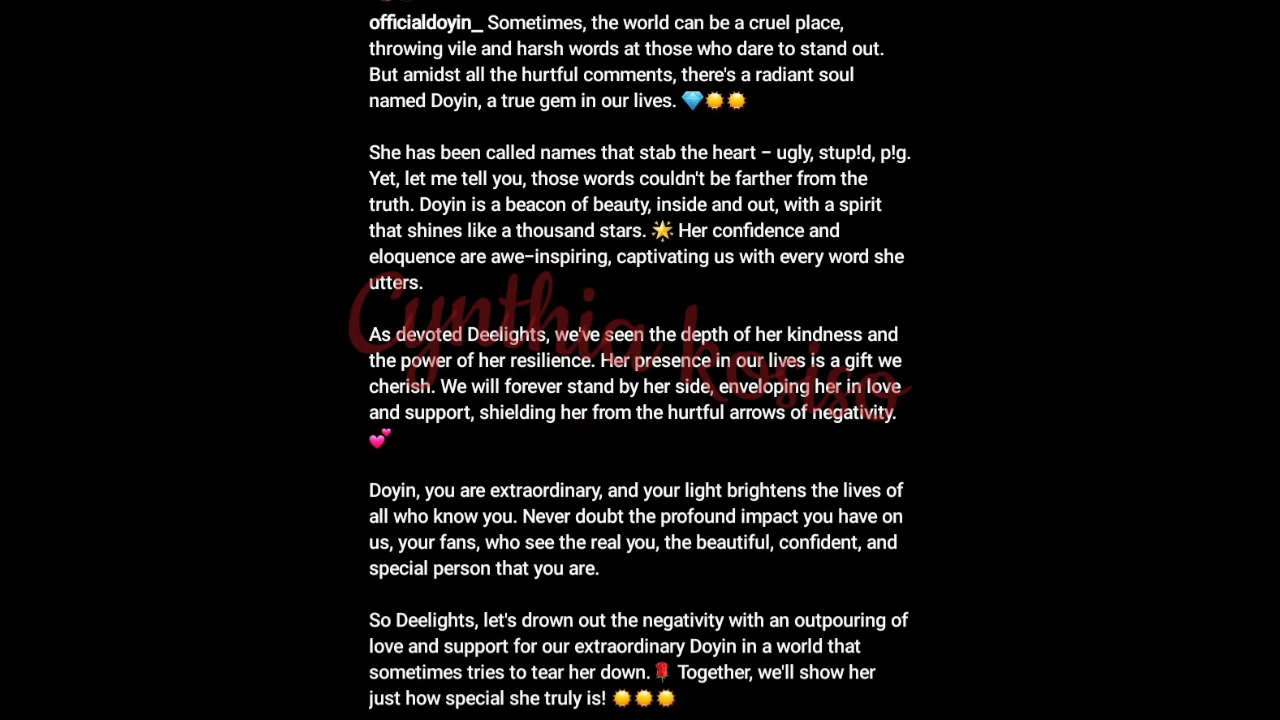 officialdoyin_ Sometimes, the world can be a cruel place,
throwing vile and harsh words at those who dare to stand out.
But amidst all the hurtful comments, there's a radiant soul
named Doyin, a true gem in our lives. 💎☀️☀️
She has been called names that stab the heart – ugly, stup!d, p!g.
Yet, let me tell you, those words couldn't be farther from the
truth. Doyin is a beacon of beauty, inside and out, with a spirit
that shines like a thousand stars. 🌟 Her confidence and
eloquence are awe-inspiring, captivating us with every word she
utters.
As devoted Deelights, we've seen the depth of her kindness and
the power of her resilience. Her presence in our lives is a gift we
cherish. We will forever stand by her side, enveloping her in love
and support, shielding her from the hurtful arrows of negativity.
💕
Doyin, you are extraordinary, and your light brightens the lives of
all who know you. Never doubt the profound impact you have on
us, your fans, who see the real you, the beautiful, confident, and
special person that you are.
So Deelights, let's drown out the negativity with an outpouring of
love and support for our extraordinary Doyin in a world that
sometimes tries to tear her down.🌹 Together, we'll show her
just how special she truly is! ☀️☀️☀️
Cynthia kosiso